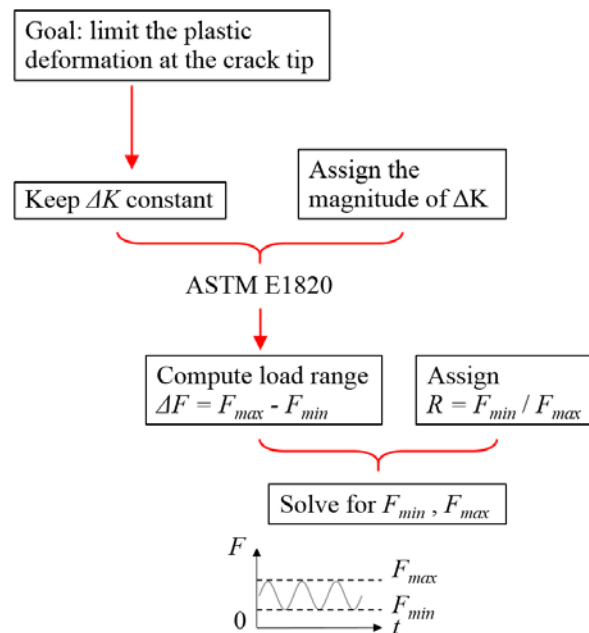 Goal: limit the plastic
deformation at the crack tip
Keep ΔK constant
Assign the
magnitude of ΔK
ASTM E1820
Compute load range
ΔF = Fmax - Fmin
Assign
R = Fmin / Fmax
Solve for Fmin , Fmax
F
Fmax
Fmin
0
t